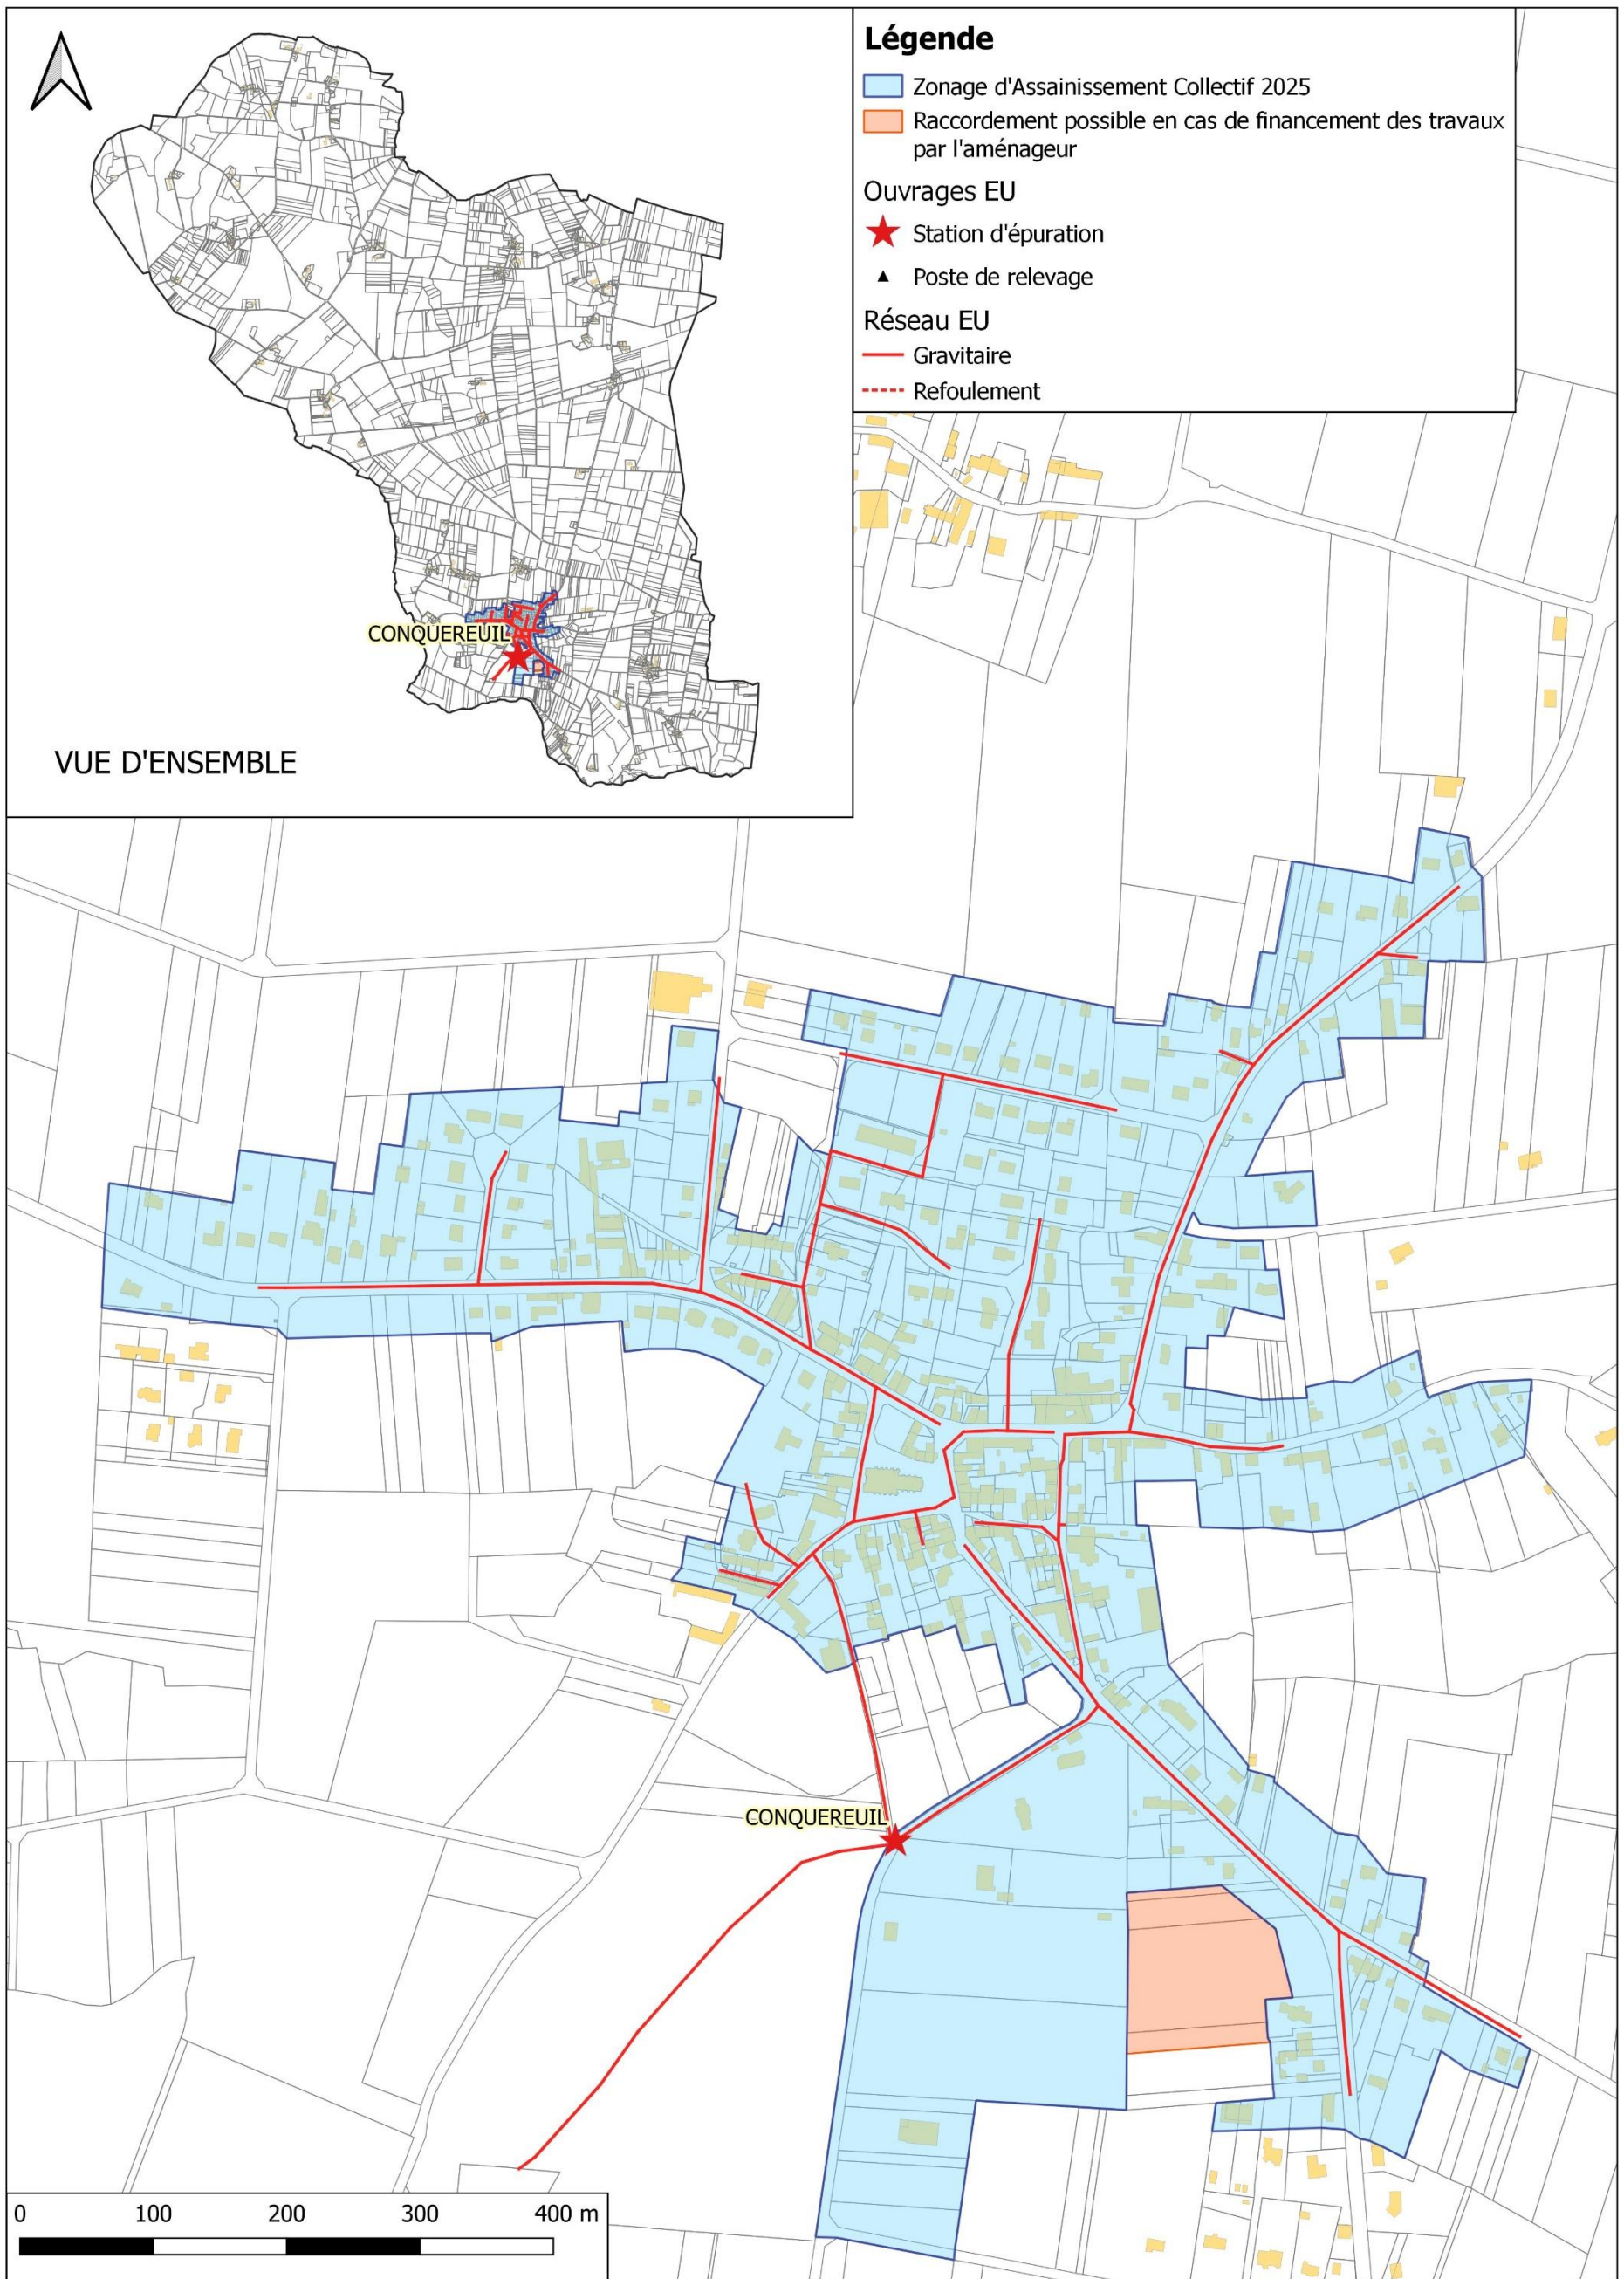 Légende
Zonage d'Assainissement Collectif 2025
Raccordement possible en cas de financement des travaux
par l'aménageur
Ouvrages EU
Station d'épuration
Poste de relevage
Réseau EU
Gravitaire
Refoulement
CONQUEREUIL
VUE D'ENSEMBLE
CONQUEREUIL
0 100 200 300 400 m